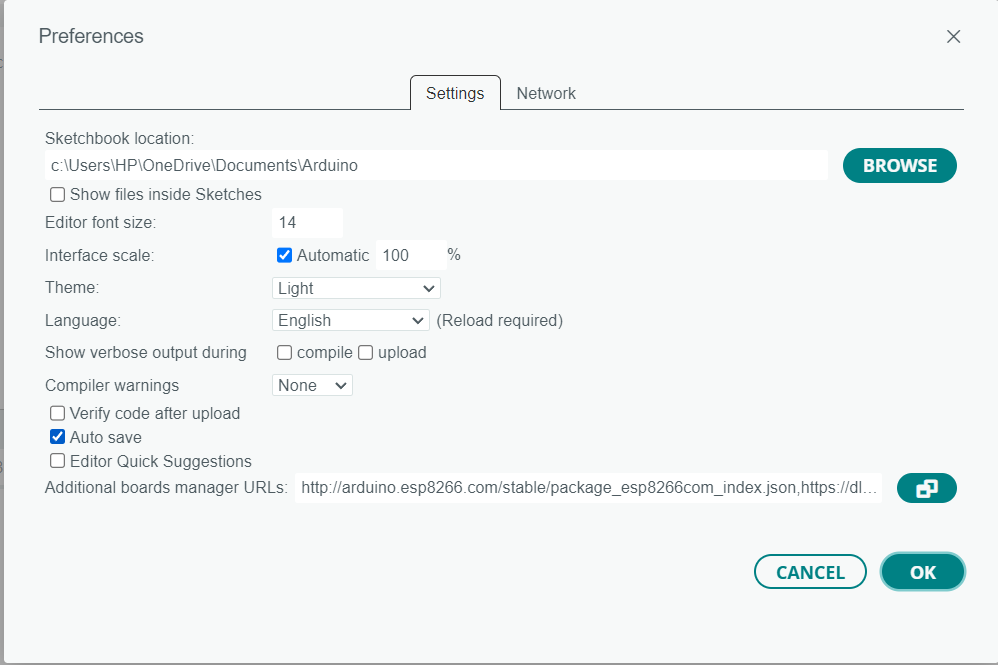 Preferences
Settings Network
Sketchbook location:
c:\Users\HP\OneDrive\Documents\Arduino BROWSE
Show files inside Sketches
Editor font size: 14
Interface scale: Automatic 100 %
Theme: Light
Language: English (Reload required)
Show verbose output during compile upload
Compiler warnings None
Verify code after upload
Auto save
Editor Quick Suggestions
Additional boards manager URLs: http://arduino.esp8266.com/stable/package_esp8266com_index.json,https://dl...
CANCEL OK